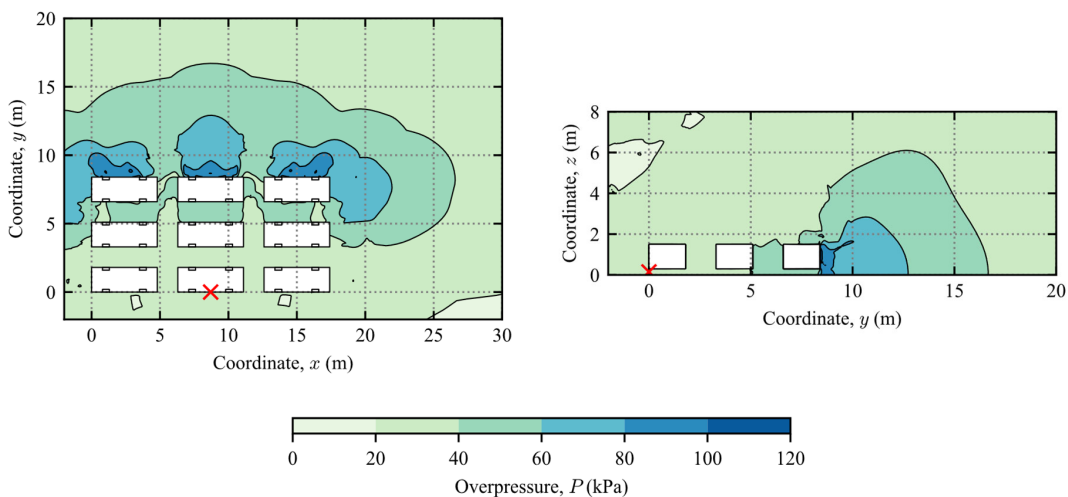 20
15
10
5
0
Coordinate, y (m)
0 5 10 15 20 25 30
Coordinate, x (m)
8
6
4
2
0
Coordinate, z (m)
0 5 10 15 20
Coordinate, y (m)
0 20 40 60 80 100 120
Overpressure, P (kPa)